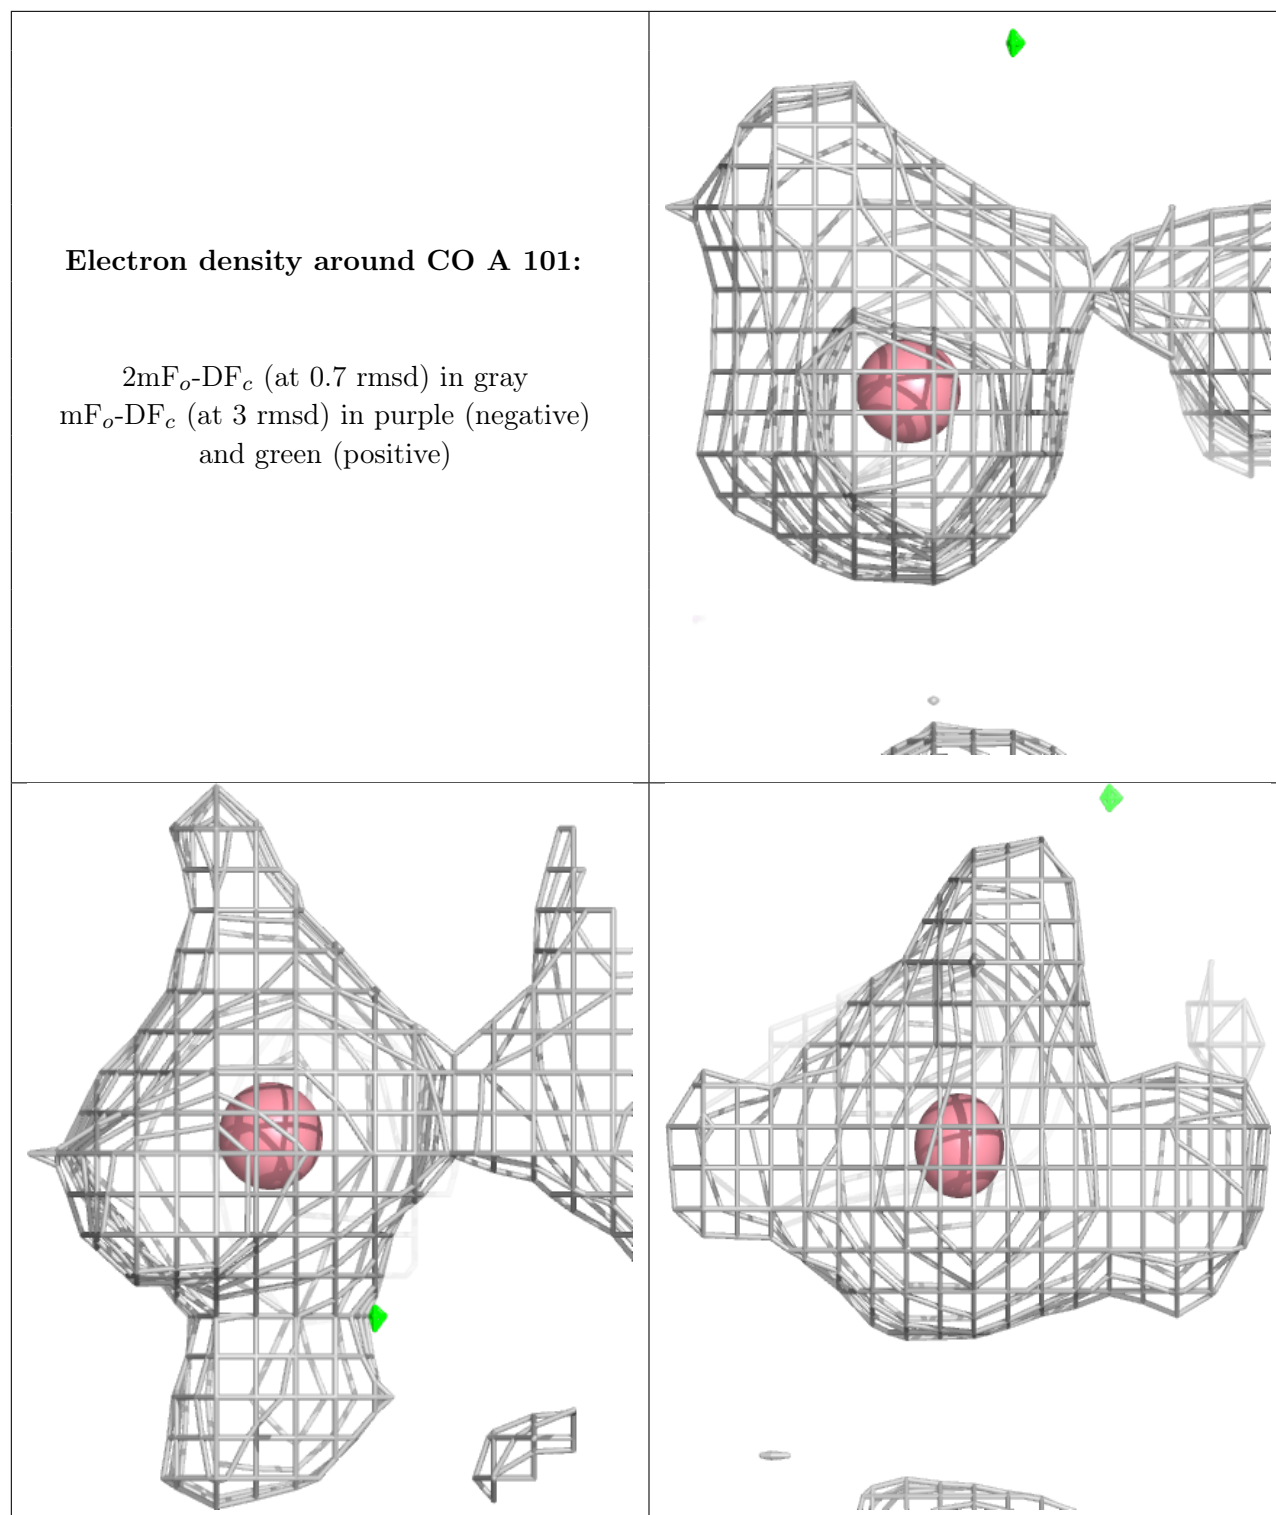 Electron density around CO A 101:
2mFo-DFc (at 0.7 rmsd) in gray
mFo-DFc (at 3 rmsd) in purple (negative)
and green (positive)